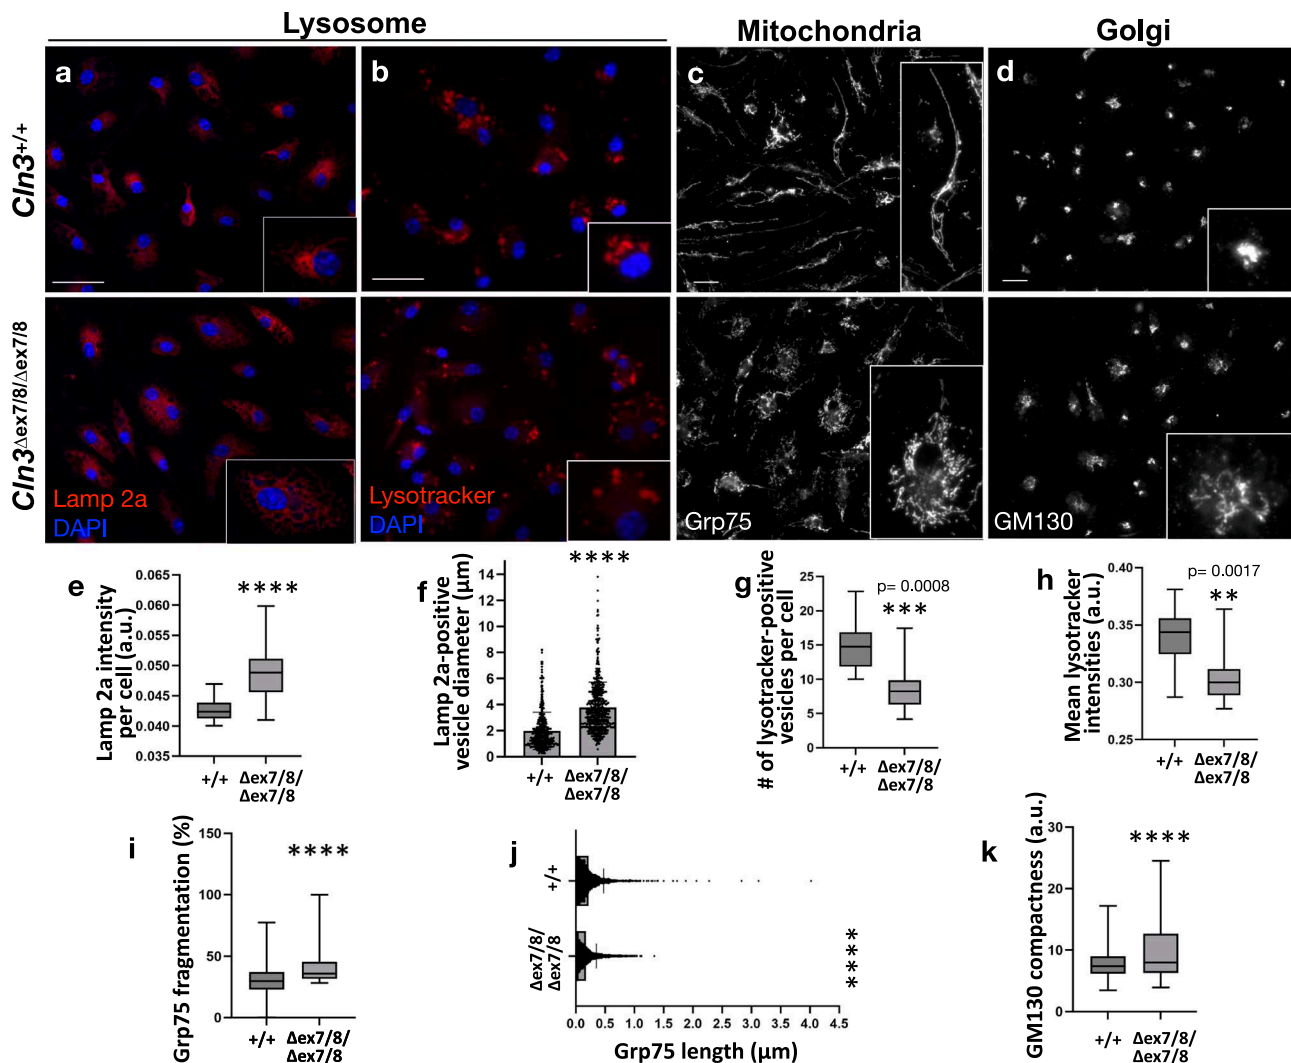 Lysosome
Mitochondria
Golgi
a
b
c
d
Cln3+/+
Cln3Δex7/8/Δex7/8
Lamp 2a
DAPI
Lysotracker
DAPI
Grp75
GM130
e
Lamp 2a intensity
per cell (a.u.)
0.065
0.060
0.055
0.050
0.045
0.040
0.035
****
+/+
Δex7/8/
Δex7/8
f
Lamp 2a-positive
vesicle diameter (µm)
14
12
10
8
6
4
2
0
****
+/+
Δex7/8/
Δex7/8
g
# of lysotracker-positive
vesicles per cell
25
20
15
10
5
0
p= 0.0008
***
+/+
Δex7/8/
Δex7/8
h
Mean lysotracker
intensities (a.u.)
0.40
0.35
0.30
0.25
p= 0.0017
**
+/+
Δex7/8/
Δex7/8
i
Grp75 fragmentation (%)
150
100
50
0
****
+/+
Δex7/8/
Δex7/8
j
+/+
Δex7/8/
Δex7/8
****
0.0 0.5 1.0 1.5 2.0 2.5 3.0 3.5 4.0 4.5
Grp75 length (µm)
k
GM130 compactness (a.u.)
30
20
10
0
****
+/+
Δex7/8/
Δex7/8